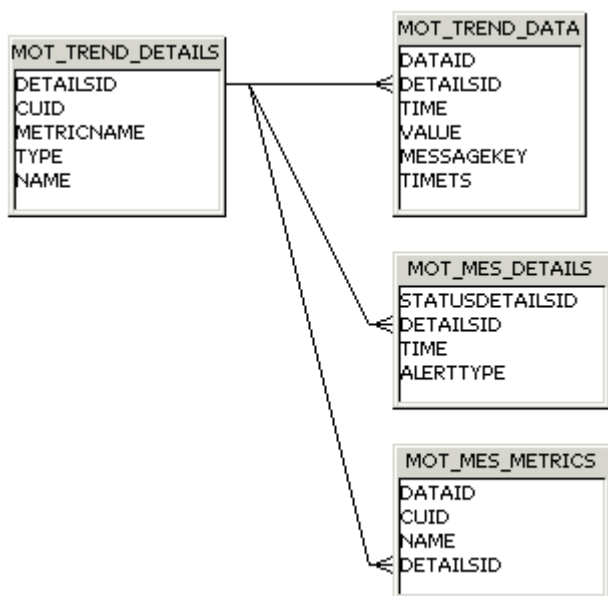 MOT_TREND_DETAILS
DETAILSID
CUID
METRICNAME
TYPE
NAME
MOT_TREND_DATA
DATAID
DETAILSID
TIME
VALUE
MESSAGEKEY
TIMETS
MOT_MES_DETAILS
STATUSDETAILSID
DETAILSID
TIME
ALERTTYPE
MOT_MES_METRICS
DATAID
CUID
NAME
DETAILSID